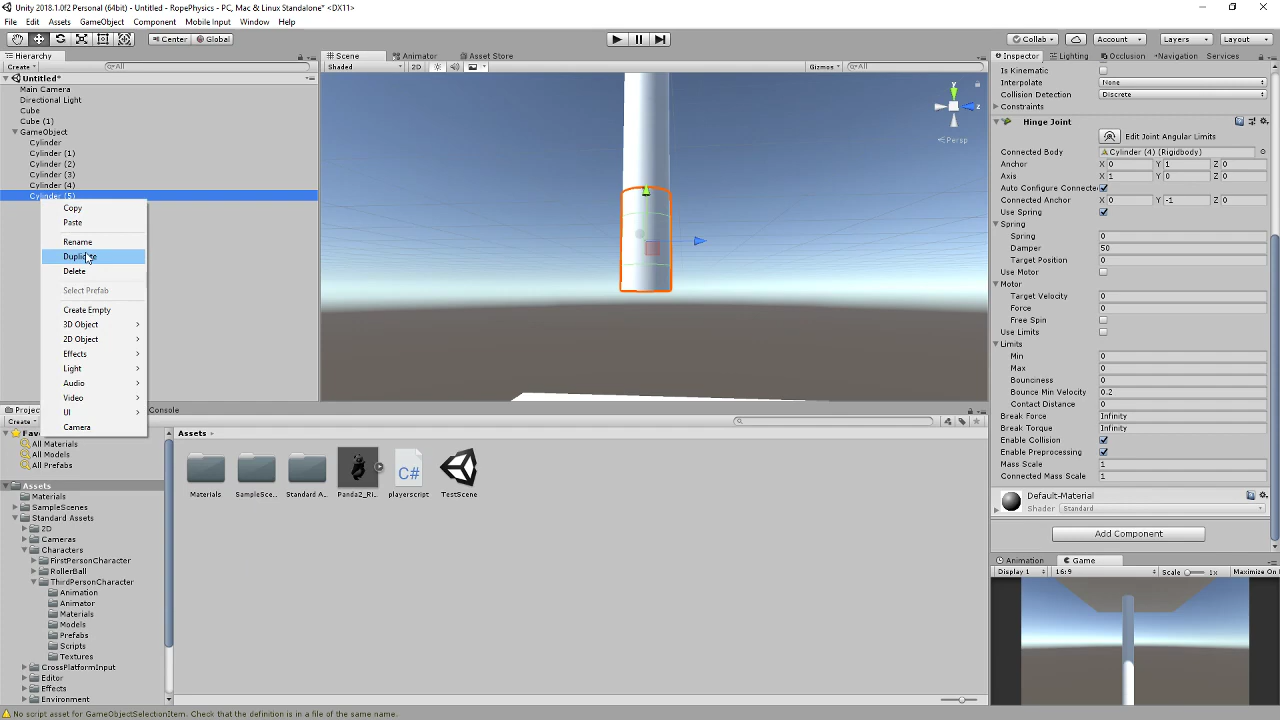 Unity 2018.1.0f2 Personal (64bit) - Untitled - RopePhysics - PC, Mac & Linux Standalone* <DX11>
File Edit Assets GameObject Component Mobile Input Window Help
Center Global
Collab Account Layers Layout
Hierarchy
Create All
Untitled*
Main Camera
Directional Light
Cube
Cube (1)
GameObject
Cylinder
Cylinder (1)
Cylinder (2)
Cylinder (3)
Cylinder (4)
Cylinder (5)
Copy
Paste
Rename
Duplicate
Delete
Select Prefab
Create Empty
3D Object
2D Object
Effects
Light
Audio
Video
UI
Camera
Scene Animator Asset Store
Shaded 2D Gizmos All
y
z
Persp
Inspector Lighting Occlusion Navigation Services
Is Kinematic
Interpolate None
Collision Detection Discrete
Constraints
Hinge Joint
Edit Joint Angular Limits
Connected Body Cylinder (4) (Rigidbody)
Anchor X 0 Y 1 Z 0
Axis X 1 Y 0 Z 0
Auto Configure Connecte
Connected Anchor X 0 Y -1 Z 0
Use Spring
Spring
Spring 0
Damper 50
Target Position 0
Use Motor
Motor
Target Velocity 0
Force 0
Free Spin
Use Limits
Limits
Min 0
Max 0
Bounciness 0
Bounce Min Velocity 0.2
Contact Distance 0
Break Force Infinity
Break Torque Infinity
Enable Collision
Enable Preprocessing
Mass Scale 1
Connected Mass Scale 1
Default-Material
Shader Standard
Add Component
Animation Game
Display 1 16:9 Scale 1x Maximize On
Projec Console
Create
Fav
All Materials
All Models
All Prefabs
Assets
Materials
SampleScenes
Standard Assets
2D
Cameras
Characters
FirstPersonCharacter
RollerBall
ThirdPersonCharacter
Animation
Animator
Materials
Models
Prefabs
Scripts
Textures
CrossPlatformInput
Editor
Effects
Environment
Assets
C#
Materials SampleSce... Standard A... Panda2_Ri... playerscript TestScene
No script asset for GameObjectSelectionItem. Check that the definition is in a file of the same name.